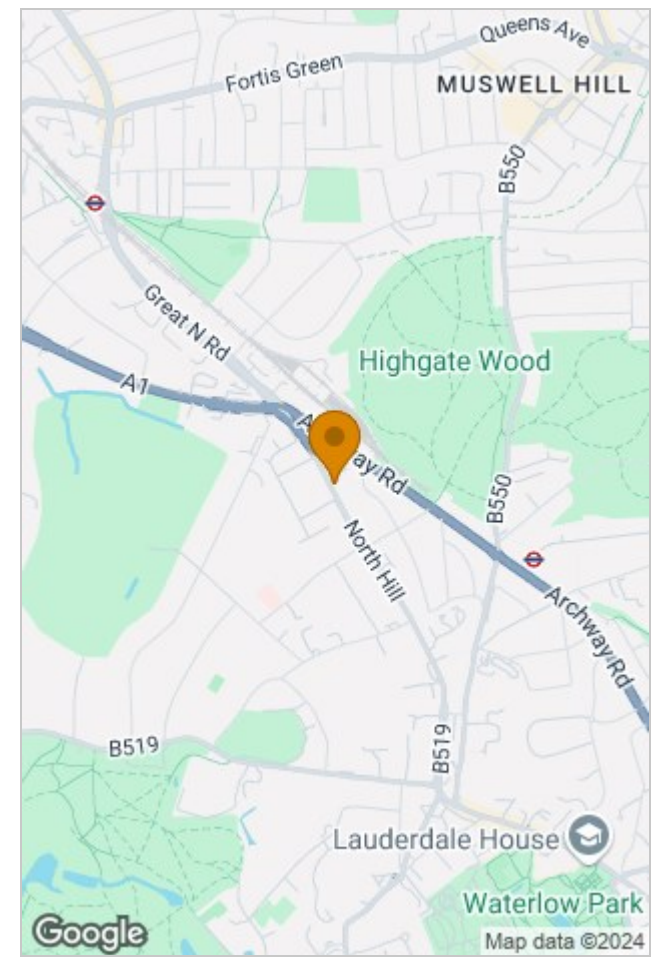 Queens Ave
Fortis Green
MUSWELL HILL
B550
Great N Rd
Highgate Wood
A1
Archway Rd
B550
North Hill
Archway Rd
B519
B519
Lauderdale House
Waterlow Park
Google
Map data ©2024